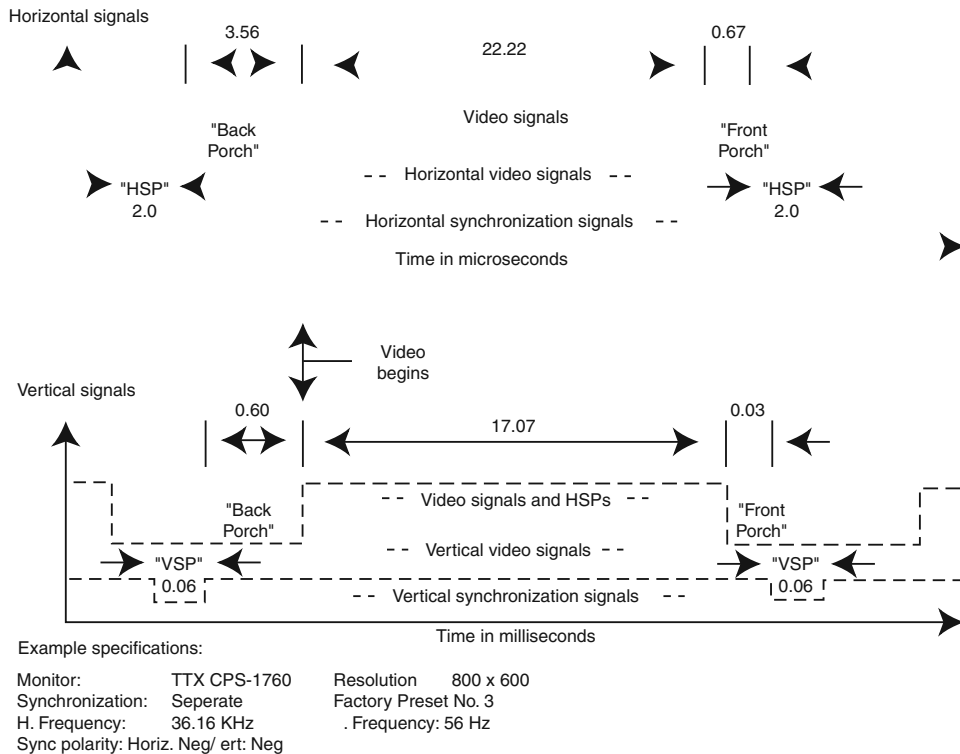 Horizontal signals
3.56
22.22
0.67
Video signals
"Back
Porch"
"Front
Porch"
-- Horizontal video signals --
"HSP"
2.0
"HSP"
2.0
-- Horizontal synchronization signals --
Time in microseconds
Video
begins
Vertical signals
0.60
17.07
0.03
-- Video signals and HSPs --
"Back
Porch"
"Front
Porch"
-- Vertical video signals --
"VSP"
0.06
"VSP"
0.06
-- Vertical synchronization signals --
Time in milliseconds
Example specifications:
Monitor: TTX CPS-1760 Resolution 800 x 600
Synchronization: Seperate Factory Preset No. 3
H. Frequency: 36.16 KHz . Frequency: 56 Hz
Sync polarity: Horiz. Neg/ ert: Neg